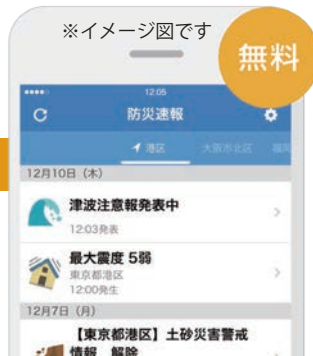 ※イメージ図です
無料
12:05
防災速報
港区 大阪市北区 福岡
12月10日（木）
津波注意報発表中
12:03発表
最大震度 5弱
東京都港区
12:00発生
12月7日（月）
【東京都港区】土砂災害警戒
情報 解除